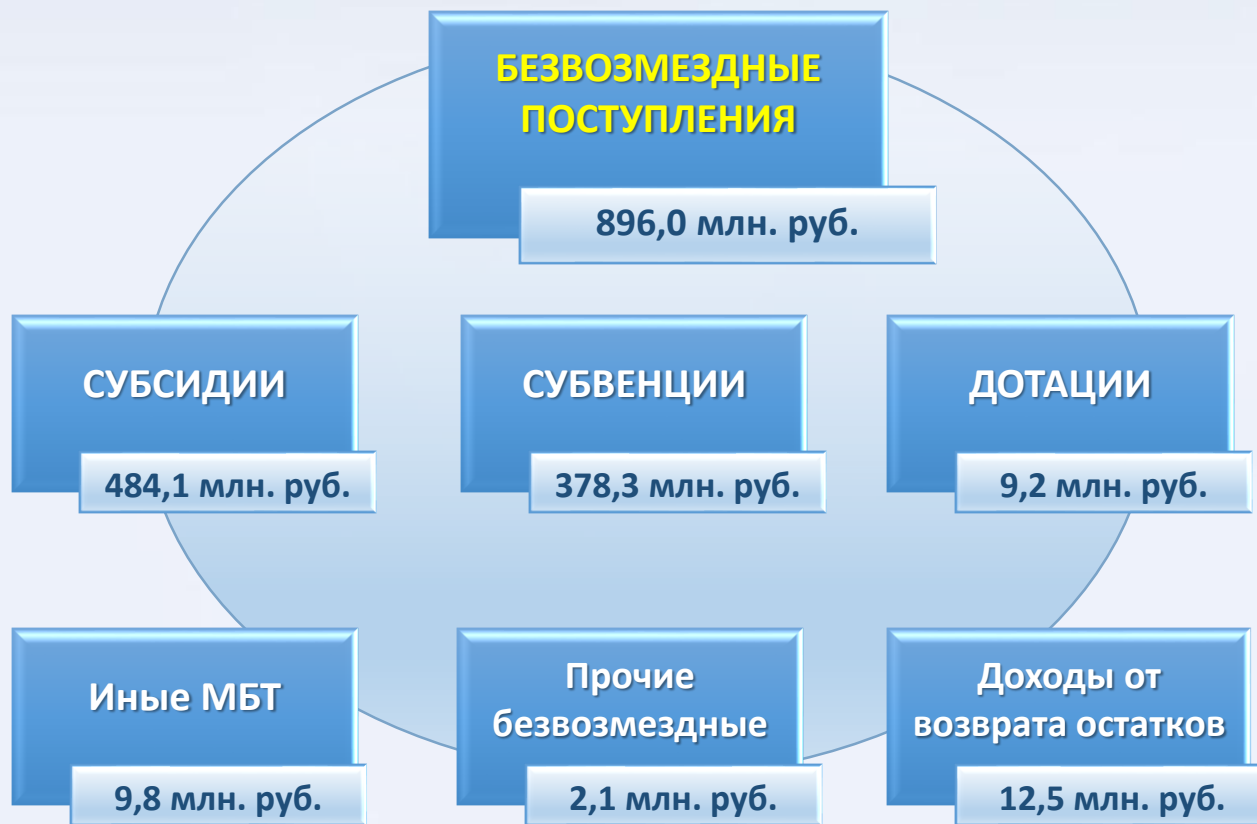 БЕЗВОЗМЕЗДНЫЕ
ПОСТУПЛЕНИЯ
896,0 млн. руб.
СУБСИДИИ
484,1 млн. руб.
СУБВЕНЦИИ
378,3 млн. руб.
ДОТАЦИИ
9,2 млн. руб.
Иные МБТ
9,8 млн. руб.
Прочие
безвозмездные
2,1 млн. руб.
Доходы от
возврата остатков
12,5 млн. руб.